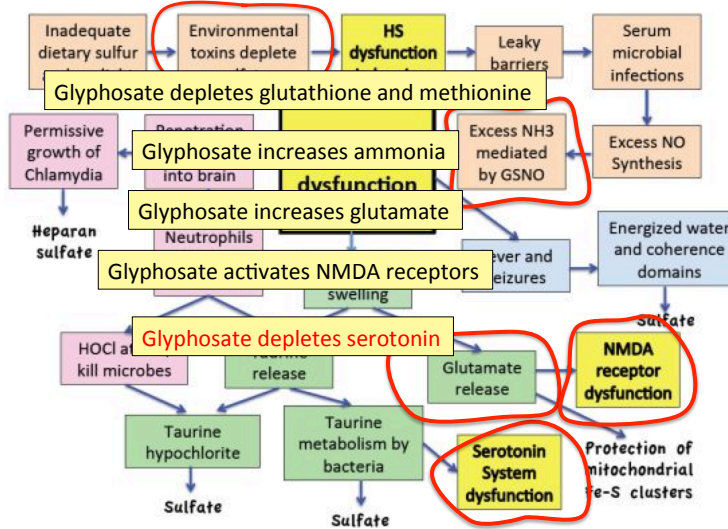 Inadequate
dietary sulfur
Environmental
toxins deplete
HS
dysfunction
Leaky
barriers
Serum
microbial
infections
Glyphosate depletes glutathione and methionine
Permissive
growth of
Chlamydia
Penetration
into brain
Glyphosate increases ammonia
dysfunction
Excess NH3
mediated
by GSNO
Excess NO
Synthesis
Heparan
sulfate
Glyphosate increases glutamate
Neutrophils
Energized water
and coherence
domains
and
Glyphosate activates NMDA receptors
swelling
Sulfate
Glyphosate depletes serotonin
HOCl
kill microbes
release
Glutamate
release
NMDA
receptor
dysfunction
Taurine
hypochlorite
Taurine
metabolism by
bacteria
Serotonin
System
dysfunction
Protection of
mitochondrial
Fe-S clusters
Sulfate
Sulfate